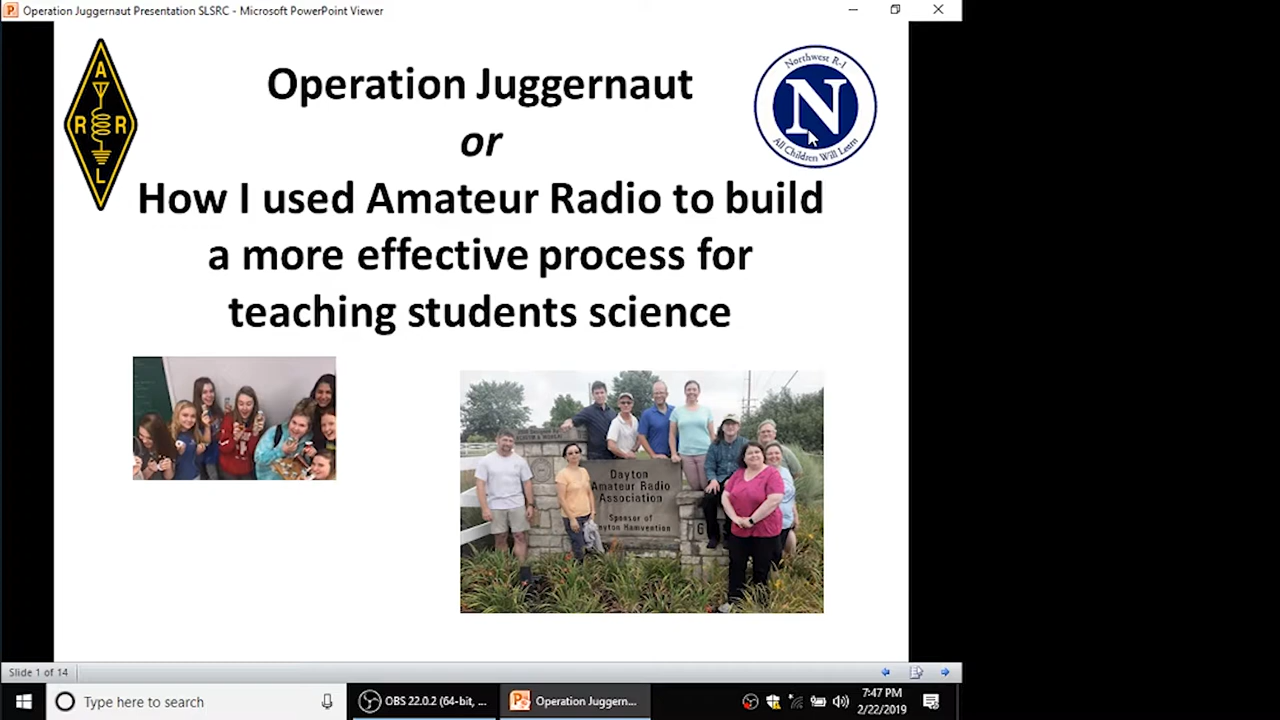 Operation Juggernaut Presentation SLSRC - Microsoft PowerPoint Viewer
A
R R
L
Operation Juggernaut
or
How I used Amateur Radio to build
a more effective process for
teaching students science
Northwest R-1
N
All Children Will Learn
Dayton
Amateur Radio
Association
Sponsor of
Dayton Hamvention
Slide 1 of 14
Type here to search
OBS 22.0.2 (64-bit, ...
Operation Juggern...
7:47 PM
2/22/2019